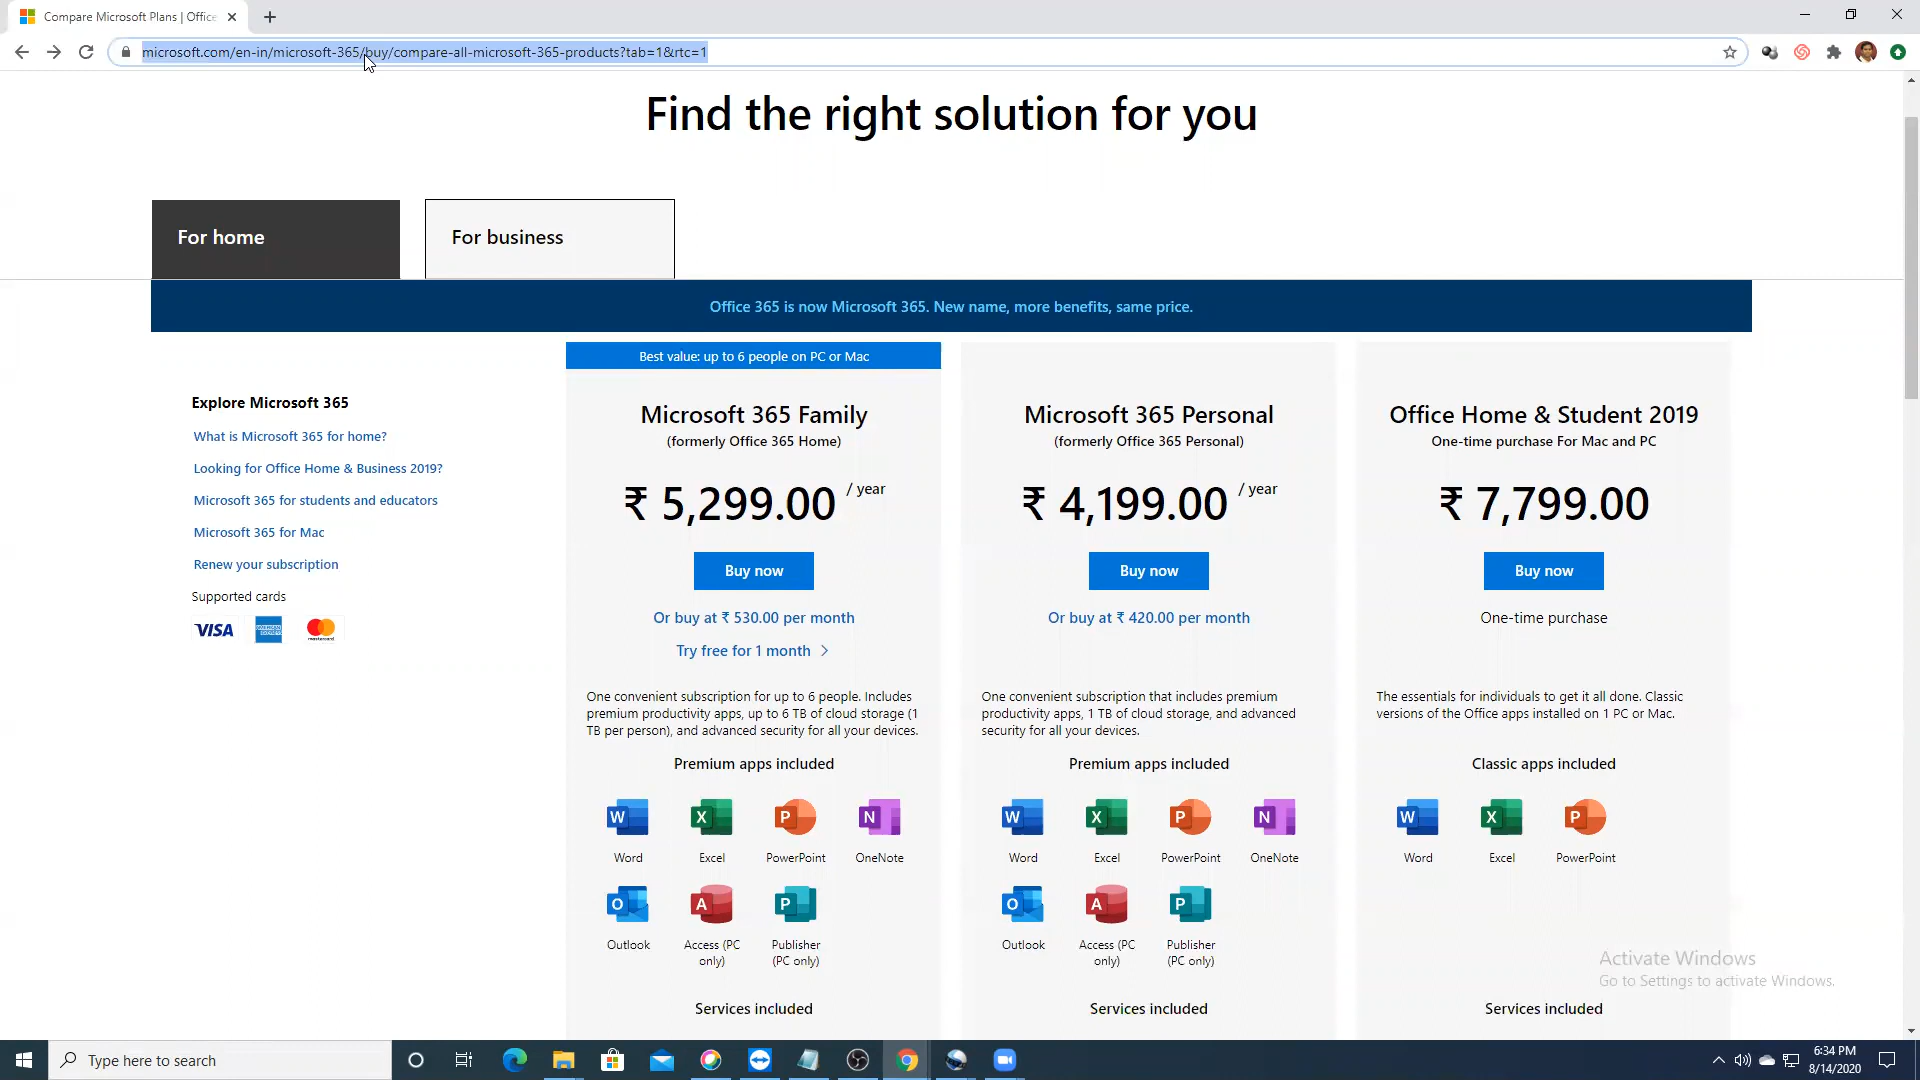 Compare Microsoft Plans | Office
microsoft.com/en-in/microsoft-365/buy/compare-all-microsoft-365-products?tab=1&rtc=1
Find the right solution for you
For home
For business
Office 365 is now Microsoft 365. New name, more benefits, same price.
Explore Microsoft 365
What is Microsoft 365 for home?
Looking for Office Home & Business 2019?
Microsoft 365 for students and educators
Microsoft 365 for Mac
Renew your subscription
Supported cards
VISA
AMERICAN EXPRESS
mastercard
Best value: up to 6 people on PC or Mac
Microsoft 365 Family
(formerly Office 365 Home)
₹ 5,299.00 / year
Buy now
Or buy at ₹ 530.00 per month
Try free for 1 month
One convenient subscription for up to 6 people. Includes
premium productivity apps, up to 6 TB of cloud storage (1
TB per person), and advanced security for all your devices.
Premium apps included
W X P N
Word Excel PowerPoint OneNote
O A P
Outlook Access (PC Publisher
only) (PC only)
Services included
Microsoft 365 Personal
(formerly Office 365 Personal)
₹ 4,199.00 / year
Buy now
Or buy at ₹ 420.00 per month
One convenient subscription that includes premium
productivity apps, 1 TB of cloud storage, and advanced
security for all your devices.
Premium apps included
W X P N
Word Excel PowerPoint OneNote
O A P
Outlook Access (PC Publisher
only) (PC only)
Services included
Office Home & Student 2019
One-time purchase For Mac and PC
₹ 7,799.00
Buy now
One-time purchase
The essentials for individuals to get it all done. Classic
versions of the Office apps installed on 1 PC or Mac.
Classic apps included
W X P
Word Excel PowerPoint
Services included
Activate Windows
Go to Settings to activate Windows.
Type here to search
6:34 PM
8/14/2020